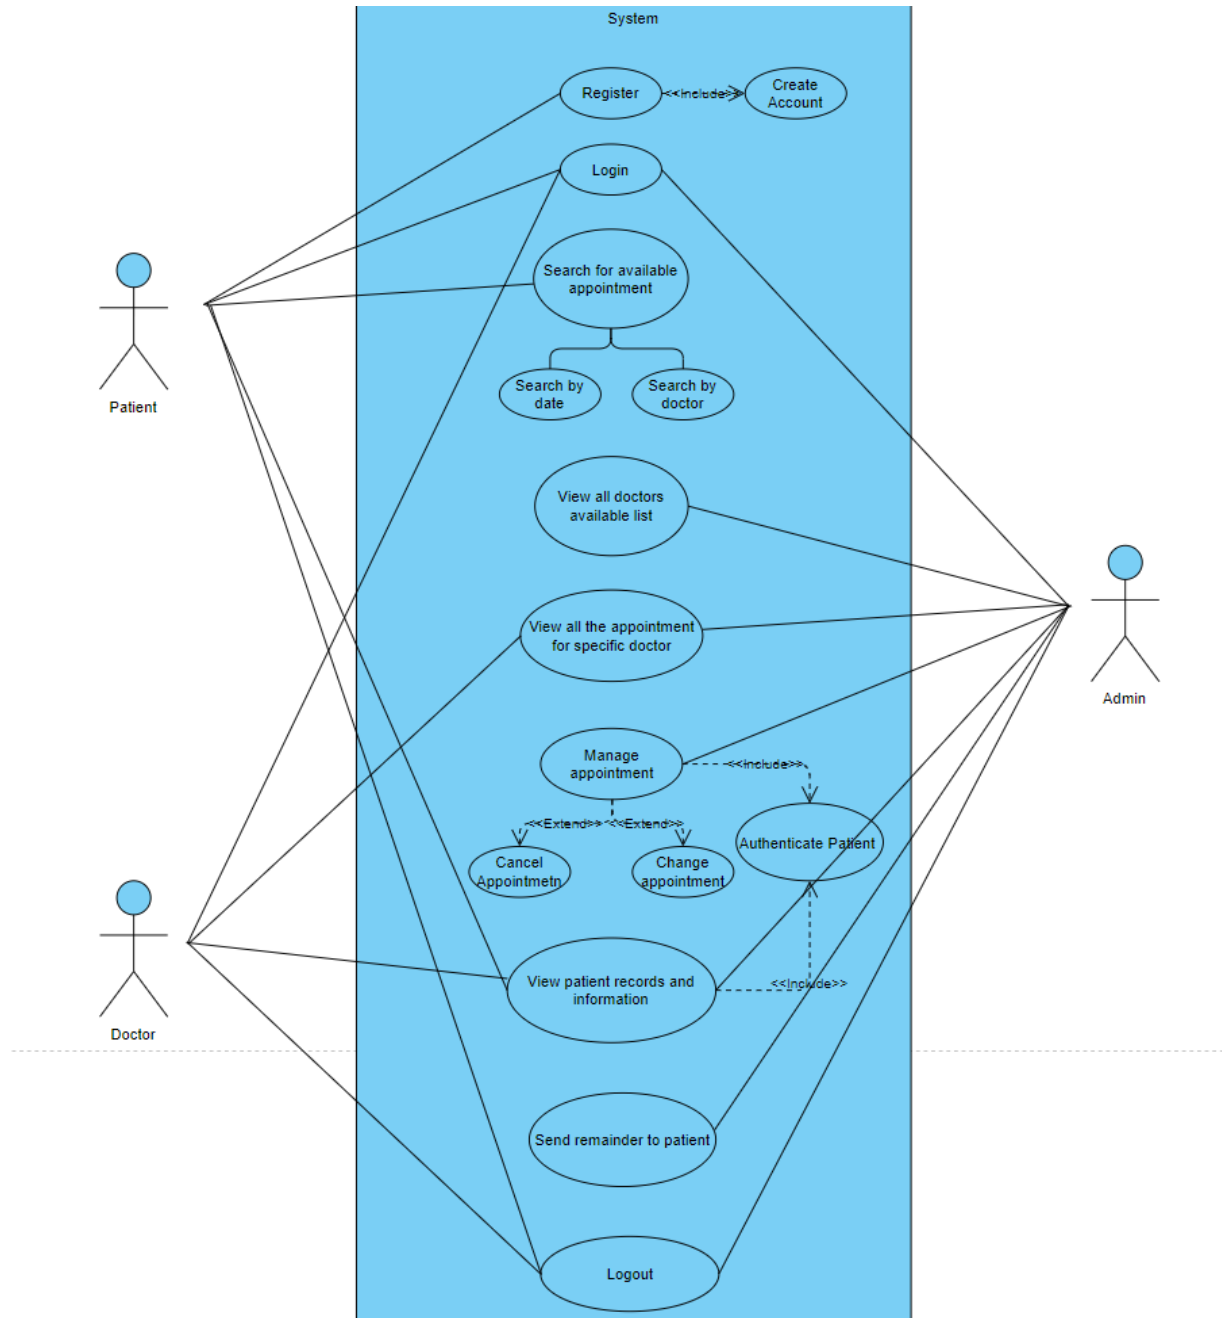 System
Register
<<Include>>
Create
Account
Login
Search for available
appointment
Search by
date
Search by
doctor
Patient
View all doctors
available list
View all the appointment
for specific doctor
Admin
Manage
appointment
<<Include>>
<<Extend>>
<<Extend>>
Authenticate Patient
Cancel
Appointmetn
Change
appointment
View patient records and
information
<<Include>>
Doctor
Send remainder to patient
Logout